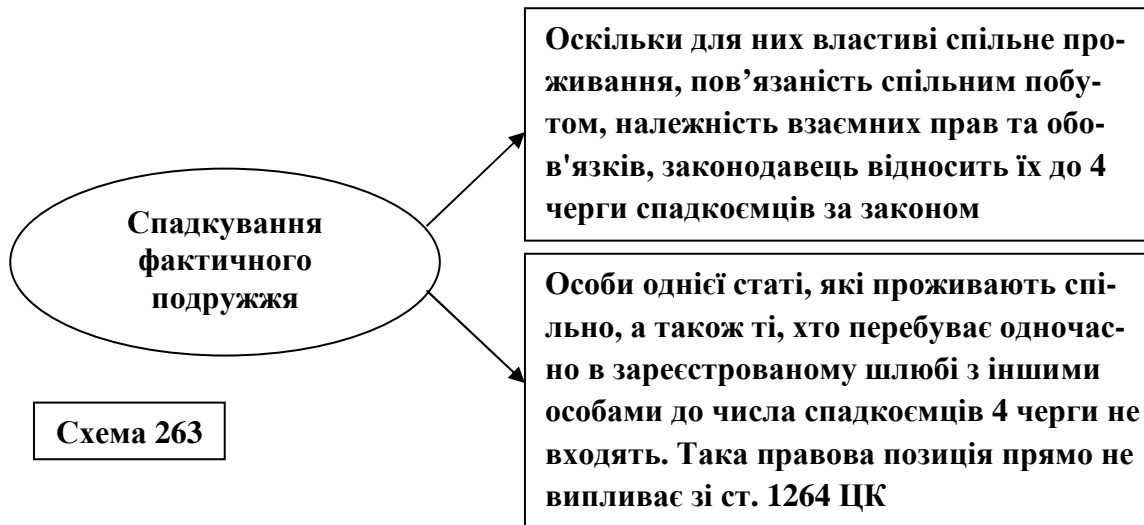 Спадкування
фактичного
подружжя
Схема 263
Оскільки для них властиві спільне про-
живання, пов’язаність спільним побу-
том, належність взаємних прав та обо-
в'язків, законодавець відносить їх до 4
черги спадкоємців за законом
Особи однієї статі, які проживають спі-
льно, а також ті, хто перебуває одночас-
но в зареєстрованому шлюбі з іншими
особами до числа спадкоємців 4 черги не
входять. Така правова позиція прямо не
випливає зі ст. 1264 ЦК